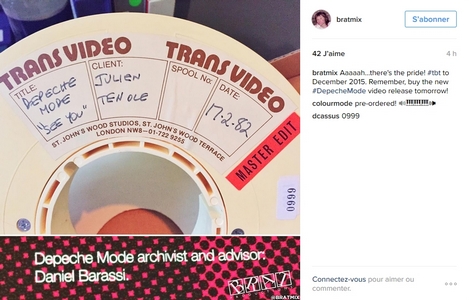 TRANS VIDEO TRANS VIDEO
TITLE:
DEPECHE
MODE
"SEE YOU"
CLIENT:
JULIEN
TEN OLE
SPOOL No:
DATE:
17.2.82
ST. JOHN'S WOOD STUDIOS, ST. JOHN'S WOOD TERRACE,
LONDON NW8—01-722 9255
MASTER EDIT
0999
Depeche Mode archivist and advisor:
Daniel Barassi.
BRAT
@BRATMIX
bratmix
S'abonner
42 J'aime
4 h
bratmix Aaaaah...there's the pride! #tbt to
December 2015. Remember, buy the new
#DepecheMode video release tomorrow!
colourmode pre-ordered!
dcassus 0999
Connectez-vous pour aimer ou
commenter.
•••